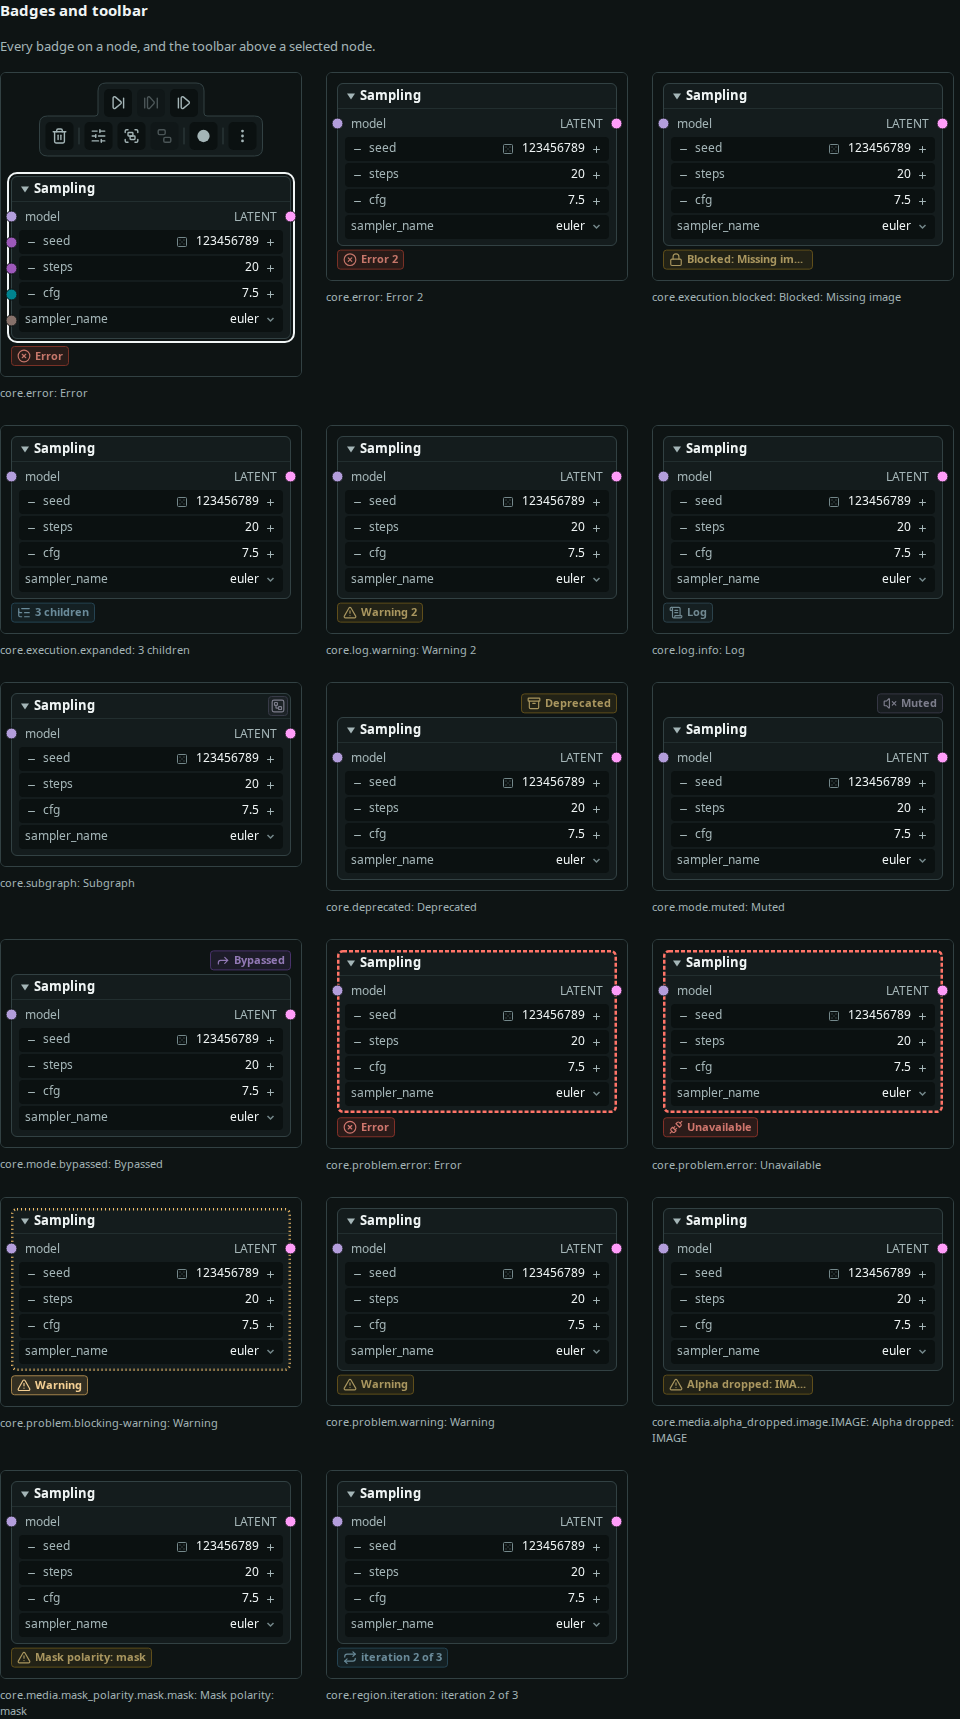 Badges and toolbar
Every badge on a node, and the toolbar above a selected node.
Sampling
model LATENT
– seed 123456789 +
– steps 20 +
– cfg 7.5 +
sampler_name euler
Error
core.error: Error
Sampling
model LATENT
– seed 123456789 +
– steps 20 +
– cfg 7.5 +
sampler_name euler
Error 2
core.error: Error 2
Sampling
model LATENT
– seed 123456789 +
– steps 20 +
– cfg 7.5 +
sampler_name euler
Blocked: Missing im...
core.execution.blocked: Blocked: Missing image
Sampling
model LATENT
– seed 123456789 +
– steps 20 +
– cfg 7.5 +
sampler_name euler
3 children
core.execution.expanded: 3 children
Sampling
model LATENT
– seed 123456789 +
– steps 20 +
– cfg 7.5 +
sampler_name euler
Warning 2
core.log.warning: Warning 2
Sampling
model LATENT
– seed 123456789 +
– steps 20 +
– cfg 7.5 +
sampler_name euler
Log
core.log.info: Log
Sampling
model LATENT
– seed 123456789 +
– steps 20 +
– cfg 7.5 +
sampler_name euler
core.subgraph: Subgraph
Deprecated
Sampling
model LATENT
– seed 123456789 +
– steps 20 +
– cfg 7.5 +
sampler_name euler
core.deprecated: Deprecated
Muted
Sampling
model LATENT
– seed 123456789 +
– steps 20 +
– cfg 7.5 +
sampler_name euler
core.mode.muted: Muted
Bypassed
Sampling
model LATENT
– seed 123456789 +
– steps 20 +
– cfg 7.5 +
sampler_name euler
core.mode.bypassed: Bypassed
Sampling
model LATENT
– seed 123456789 +
– steps 20 +
– cfg 7.5 +
sampler_name euler
Error
core.problem.error: Error
Sampling
model LATENT
– seed 123456789 +
– steps 20 +
– cfg 7.5 +
sampler_name euler
Unavailable
core.problem.error: Unavailable
Sampling
model LATENT
– seed 123456789 +
– steps 20 +
– cfg 7.5 +
sampler_name euler
Warning
core.problem.blocking-warning: Warning
Sampling
model LATENT
– seed 123456789 +
– steps 20 +
– cfg 7.5 +
sampler_name euler
Warning
core.problem.warning: Warning
Sampling
model LATENT
– seed 123456789 +
– steps 20 +
– cfg 7.5 +
sampler_name euler
Alpha dropped: IMA...
core.media.alpha_dropped.image.IMAGE: Alpha dropped:
IMAGE
Sampling
model LATENT
– seed 123456789 +
– steps 20 +
– cfg 7.5 +
sampler_name euler
Mask polarity: mask
core.media.mask_polarity.mask.mask: Mask polarity:
mask
Sampling
model LATENT
– seed 123456789 +
– steps 20 +
– cfg 7.5 +
sampler_name euler
iteration 2 of 3
core.region.iteration: iteration 2 of 3